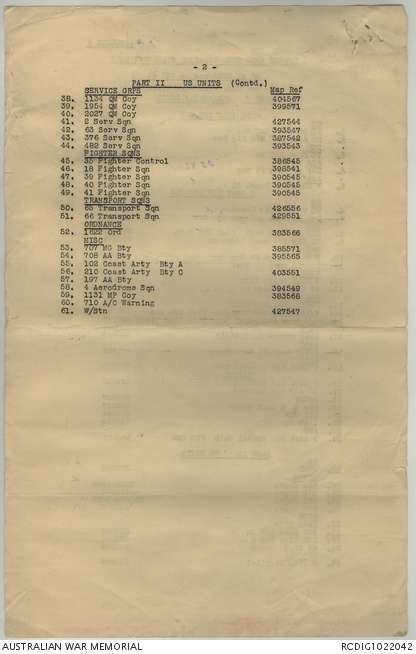 - 2 -
PART II US UNITS (Contd.)
SERVICE GRPS Map Ref
38. 1134 QM Coy 404567
39. 1954 QM Coy 399571
40. 2027 QM Coy
41. 2 Serv Sqn 427544
42. 63 Serv Sqn 393547
43. 376 Serv Sqn 387542
44. 482 Serv Sqn 393543
FIGHTER SQNS
45. 35 Fighter Control 386545
46. 18 Fighter Sqn 398541
47. 39 Fighter Sqn 390545
48. 40 Fighter Sqn 390545
49. 41 Fighter Sqn 390545
TRANSPORT SQNS
50. 65 Transport Sqn 426556
51. 66 Transport Sqn 429551
ORDNANCE
52. 1622 Ord 383566
MISC
53. 707 MG Bty 388571
54. 708 AA Bty 395565
55. 102 Coast Arty Bty A
56. 210 Coast Arty Bty C 403551
57. 197 AA Bty
58. 4 Aerodrome Sqn 394549
59. 1131 MP Coy 383566
60. 710 A/C Warning
61. W/Stn 427547
AUSTRALIAN WAR MEMORIAL RCDIG1022042